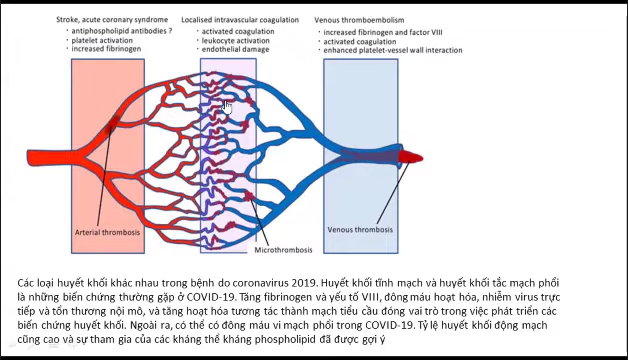 Stroke, acute coronary syndrome
• antiphospholipid antibodies ?
• platelet activation
• increased fibrinogen
Localised intravascular coagulation
• activated coagulation
• leukocyte activation
• endothelial damage
Venous thromboembolism
• increased fibrinogen and factor VIII
• activated coagulation
• enhanced platelet-vessel wall interaction
Arterial thrombosis
Microthrombosis
Venous thrombosis
Các loại huyết khối khác nhau trong bệnh do coronavirus 2019. Huyết khối tĩnh mạch và huyết khối tắc mạch phổi
là những biến chứng thường gặp ở COVID-19. Tăng fibrinogen và yếu tố VIII, đông máu hoạt hóa, nhiễm virus trực
tiếp và tổn thương nội mô, và tăng hoạt hóa tương tác thành mạch tiểu cầu đóng vai trò trong việc phát triển các
biến chứng huyết khối. Ngoài ra, có thể có đông máu vi mạch phổi trong COVID-19. Tỷ lệ huyết khối động mạch
cũng cao và sự tham gia của các kháng thể kháng phospholipid đã được gợi ý